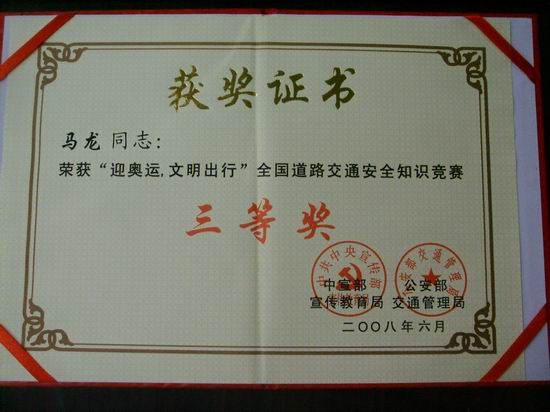 获奖证书
马龙 同志:
荣获“迎奥运,文明出行”全国道路交通安全知识竞赛
三等奖
中宣部 公安部
宣传教育局 交通管理局
二〇〇八年六月